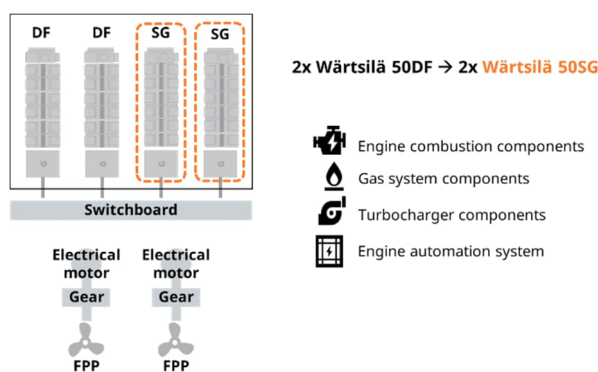 DF DF SG SG
2x Wärtsilä 50DF → 2x Wärtsilä 50SG
Engine combustion components
Gas system components
Turbocharger components
Engine automation system
Switchboard
Electrical motor
Gear
FPP
Electrical motor
Gear
FPP